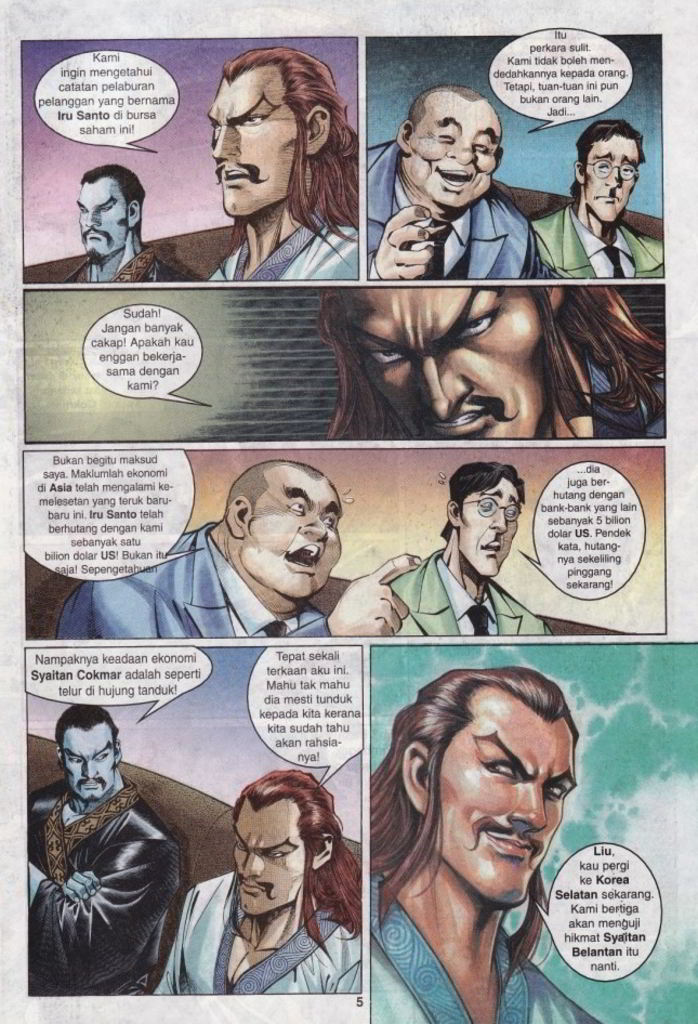 Kami
ingin mengetahui
catatan pelaburan
pelanggan yang bernama
Iru Santo di bursa
saham ini!
Itu
perkara sulit.
Kami tidak boleh men-
dedahkannya kepada orang.
Tetapi, tuan-tuan ini pun
bukan orang lain.
Jadi...
Sudah!
Jangan banyak
cakap! Apakah kau
enggan bekerja-
sama dengan
kami?
Bukan begitu maksud
saya. Maklumlah ekonomi
di Asia telah mengalami ke-
melesetan yang teruk baru-
baru ini. Iru Santo telah
berhutang dengan kami
sebanyak satu
bilion dolar US! Bukan itu
saja! Sepengetahuan
...dia
juga ber-
hutang dengan
bank-bank yang lain
sebanyak 5 bilion
dolar US. Pendek
kata, hutang-
nya sekeliling
pinggang
sekarang!
Nampaknya keadaan ekonomi
Syaitan Cokmar adalah seperti
telur di hujung tanduk!
Tepat sekali
terkaan aku ini.
Mahu tak mahu
dia mesti tunduk
kepada kita kerana
kita sudah tahu
akan rahsia-
nya!
Liu,
kau pergi
ke Korea
Selatan sekarang.
Kami bertiga
akan menguji
hikmat Syaitan
Belantan itu
nanti.
5